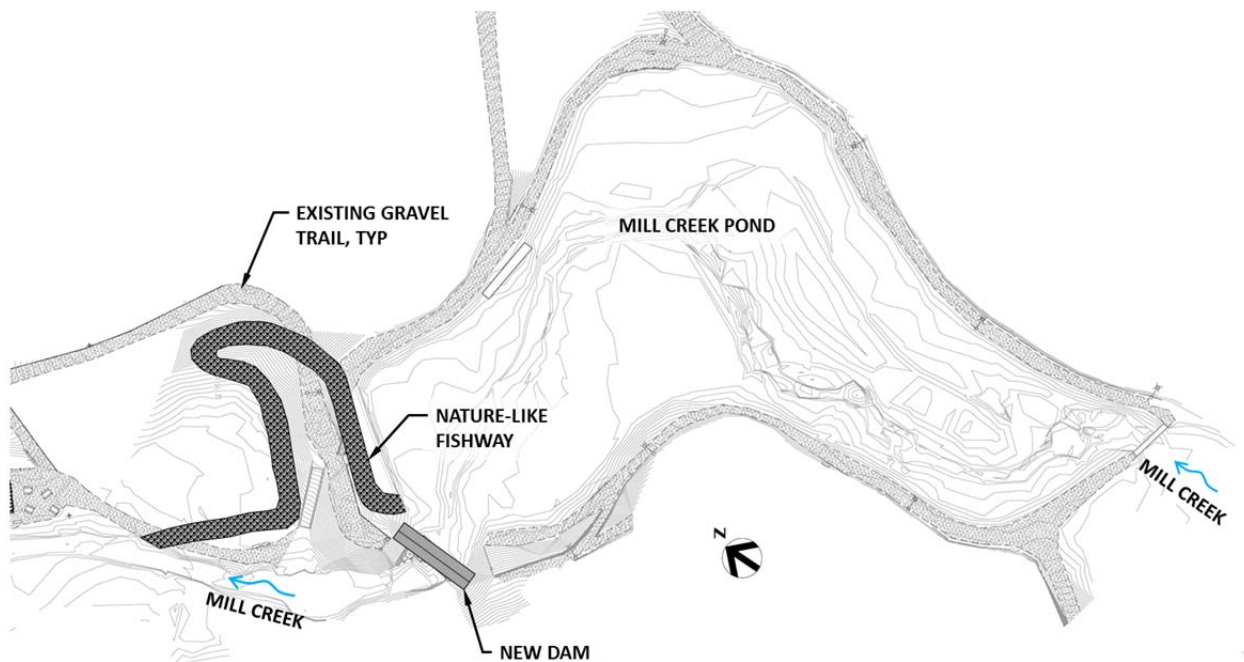 EXISTING GRAVEL
TRAIL, TYP
MILL CREEK POND
NATURE-LIKE
FISHWAY
MILL CREEK
Z
MILL CREEK
NEW DAM